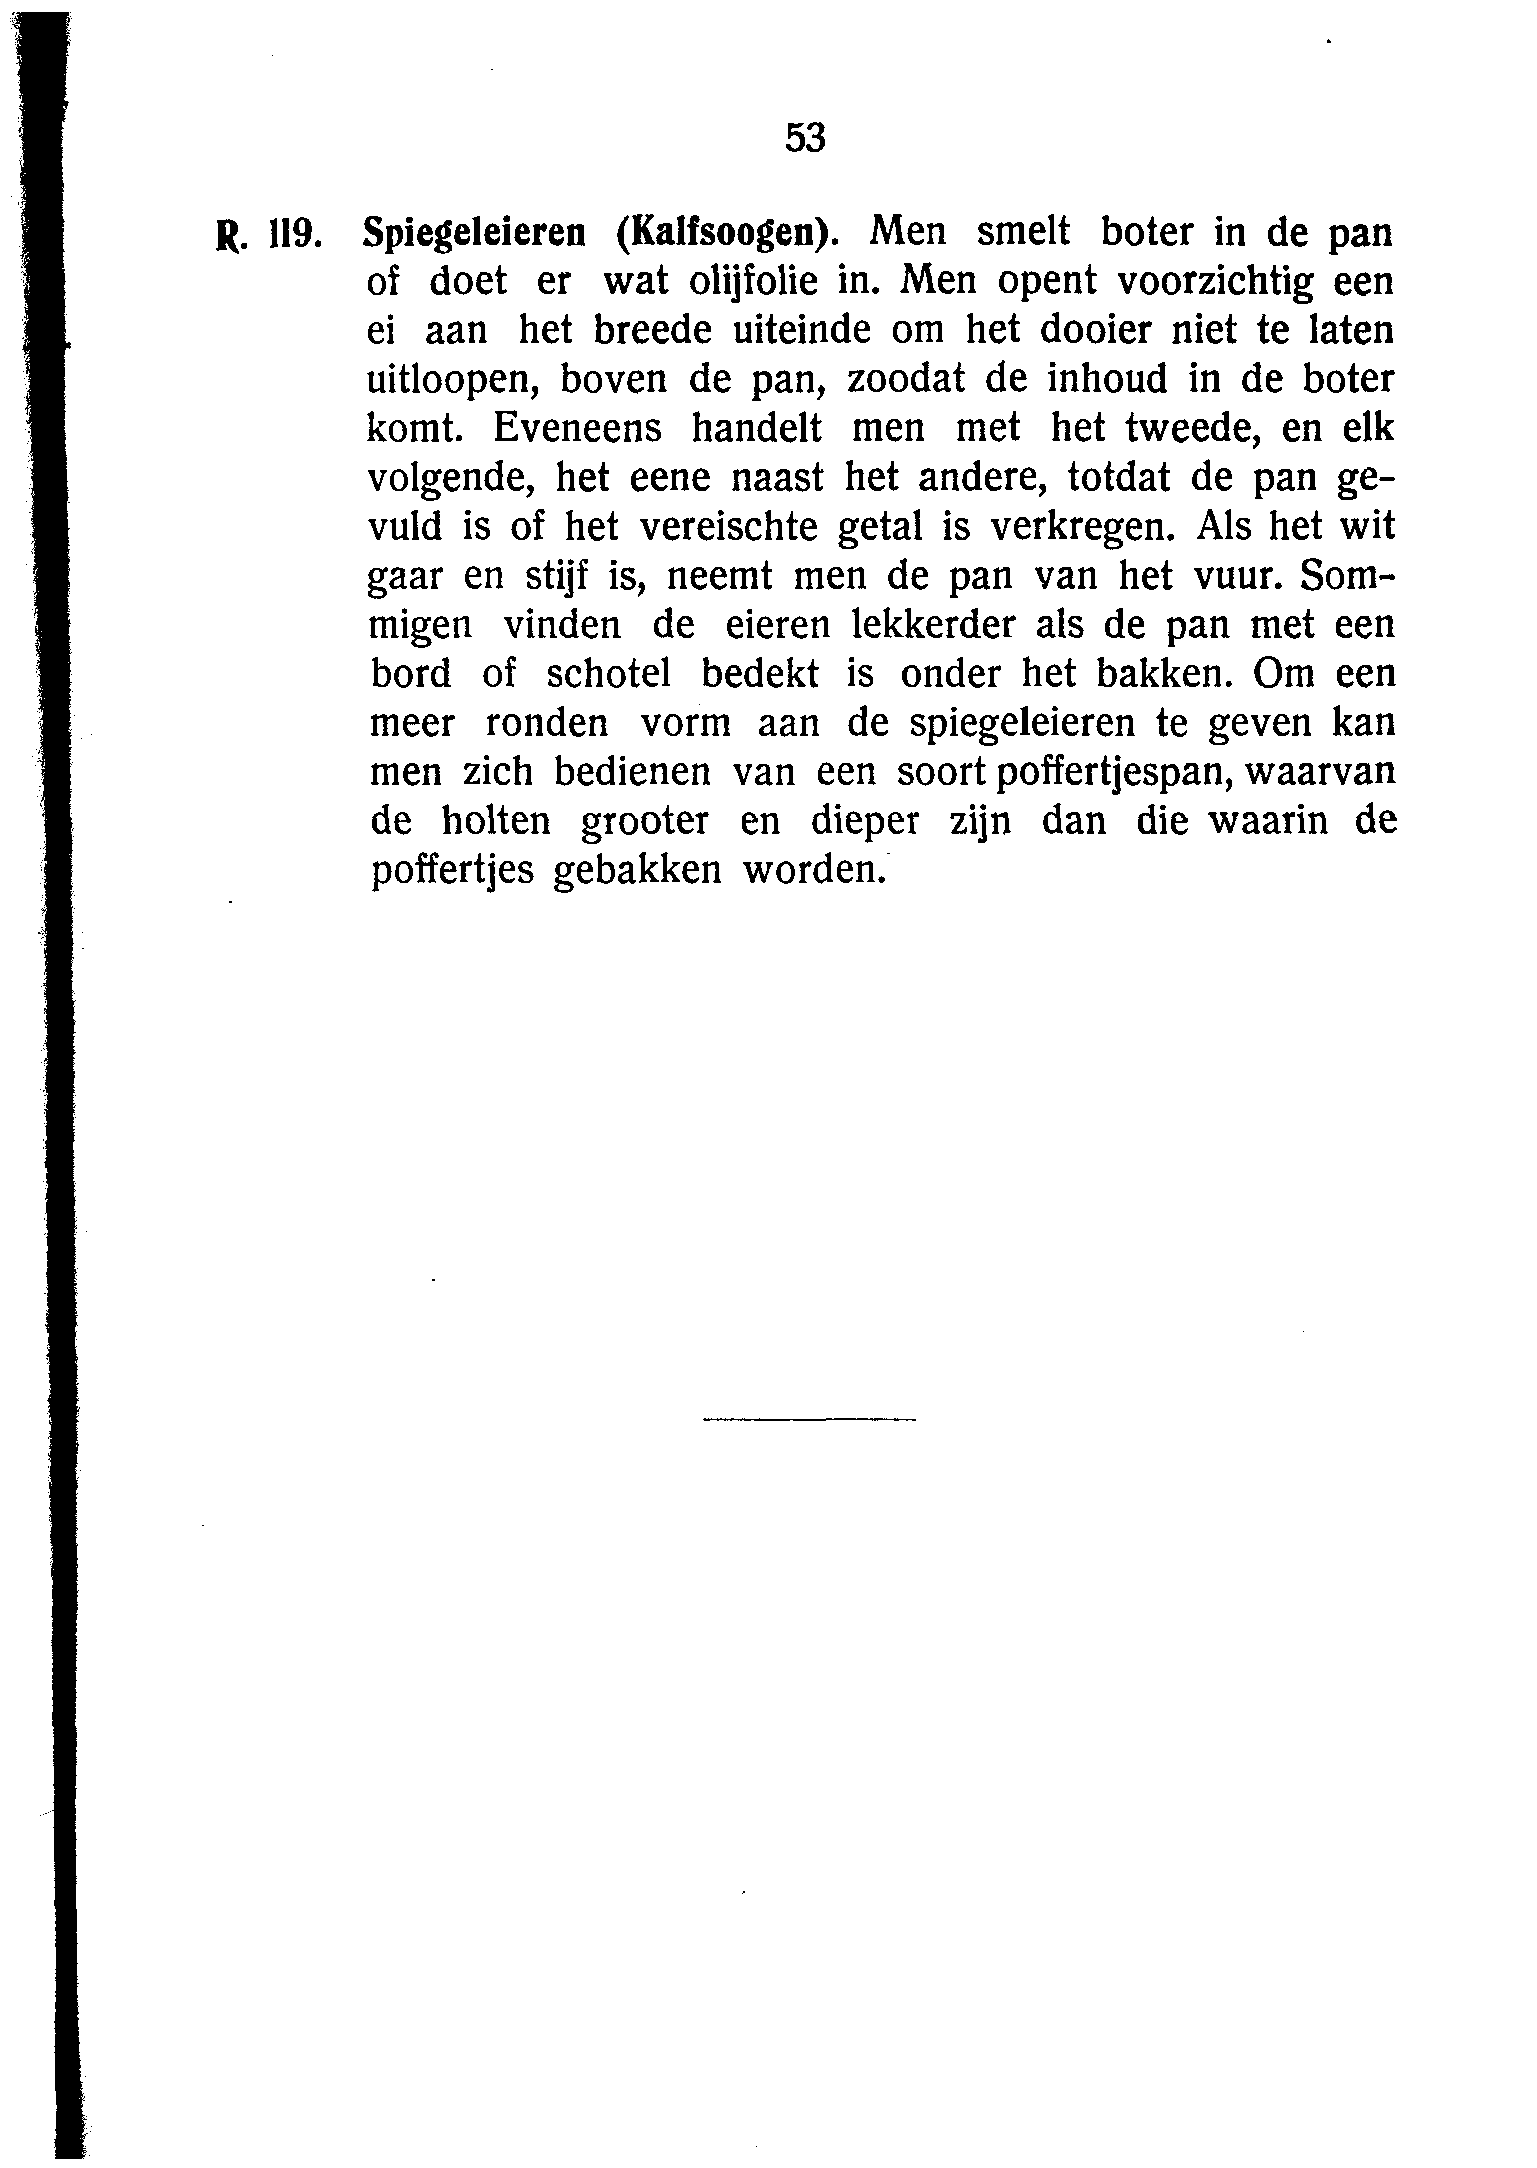 53
R. 119. Spiegeleieren (Kalfsoogen). Men smelt boter in de pan
of doet er wat olijfolie in. Men opent voorzichtig een
ei aan het breede uiteinde om het dooier niet te laten
uitloopen, boven de pan, zoodat de inhoud in de boter
komt. Eveneens handelt men met het tweede, en elk
volgende, het eene naast het andere, totdat de pan ge-
vuld is of het vereischte getal is verkregen. Als het wit
gaar en stijf is, neemt men de pan van het vuur. Som-
migen vinden de eieren lekkerder als de pan met een
bord of schotel bedekt is onder het bakken. Om een
meer ronden vorm aan de spiegeleieren te geven kan
men zich bedienen van een soort poffertjespan, waarvan
de holten grooter en dieper zijn dan die waarin de
poffertjes gebakken worden.